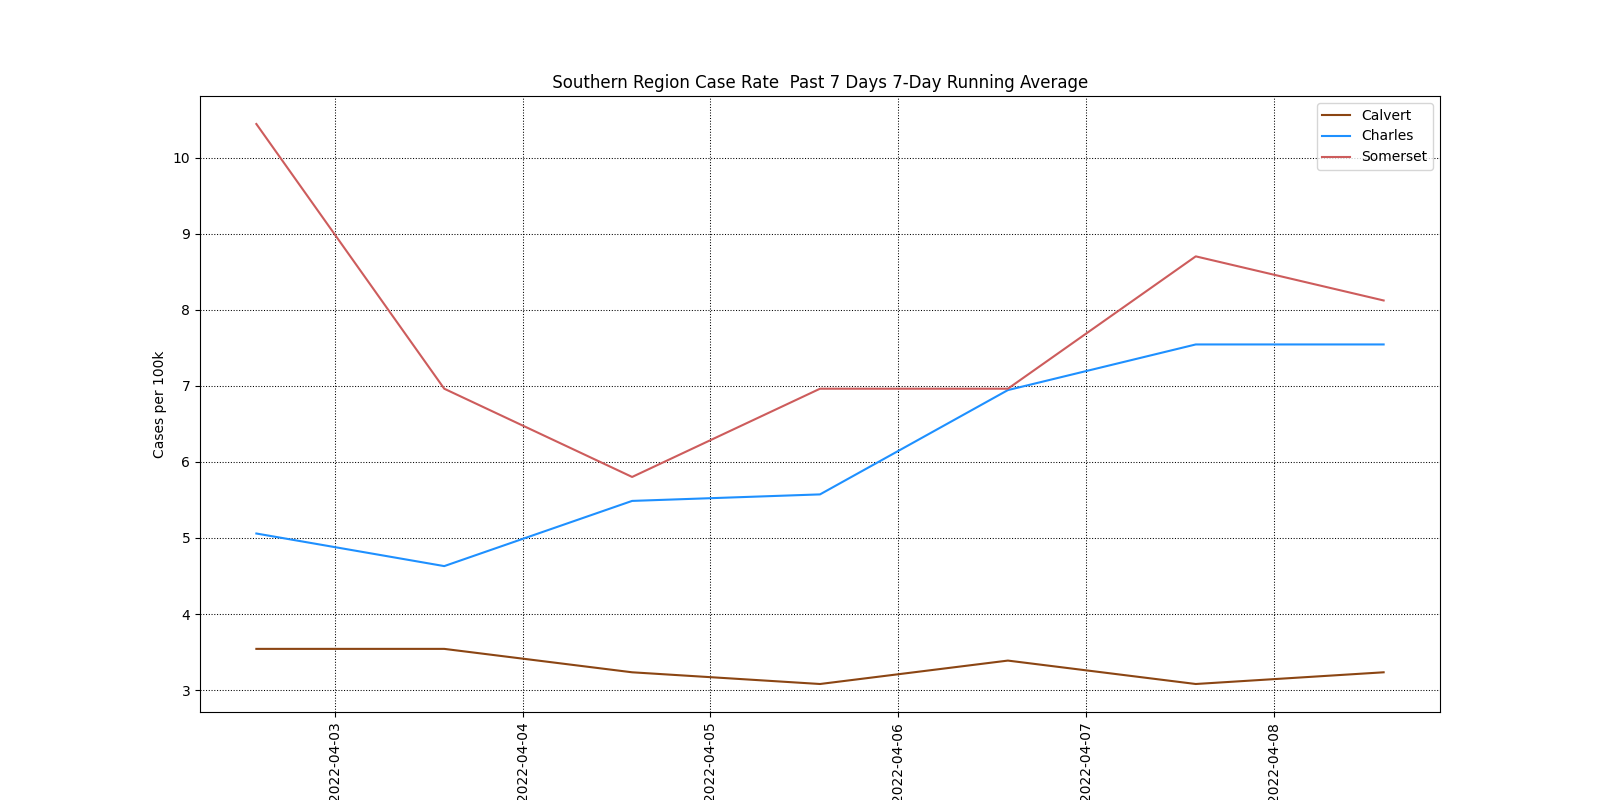 Southern Region Case Rate  Past 7 Days 7-Day Running Average
Calvert
Charles
Somerset
10
9
8
7
6
5
4
3
Cases per 100k
2022-04-03
2022-04-04
2022-04-05
2022-04-06
2022-04-07
2022-04-08